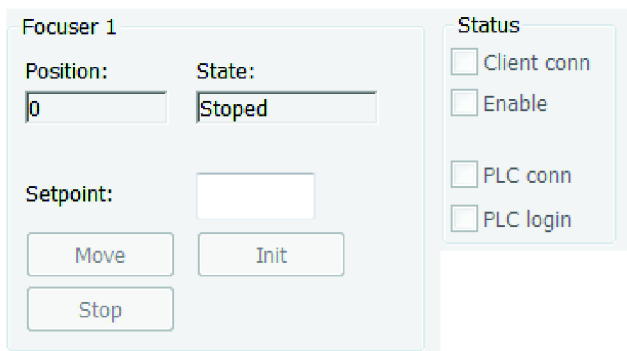 Focuser 1
Position:
State:
0
Stoped
Setpoint:
Move
Init
Stop
Status
Client conn
Enable
PLC conn
PLC login